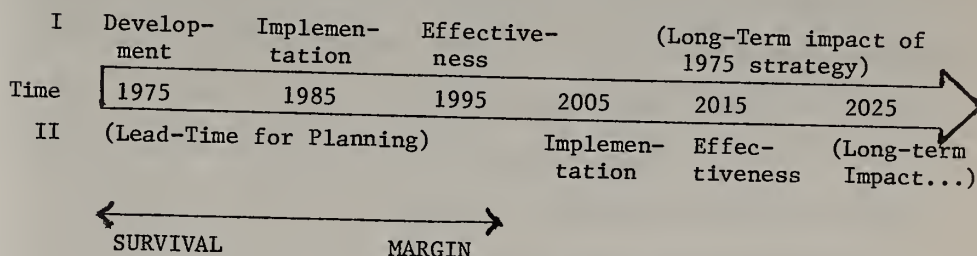 I Develop- Implemen- Effective- (Long-Term impact of
ment tation ness 1975 strategy)
Time 1975 1985 1995 2005 2015 2025
II (Lead-Time for Planning) Implemen- Effec- (Long-term
tation tiveness Impact...)
SURVIVAL MARGIN